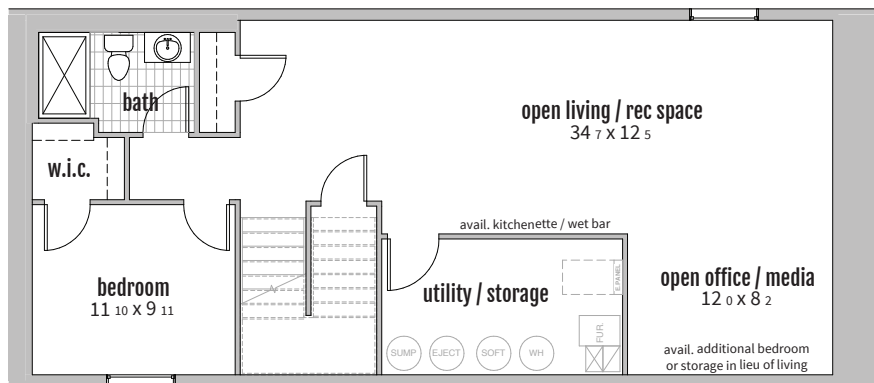 bath
open living / rec space
34 7 x 12 5
w.i.c.
avail. kitchenette / wet bar
bedroom
11 10 x 9 11
utility / storage
E.PANEL
open office / media
12 0 x 8 2
FUR.
SUMP
EJECT
SOFT
WH
avail. additional bedroom
or storage in lieu of living